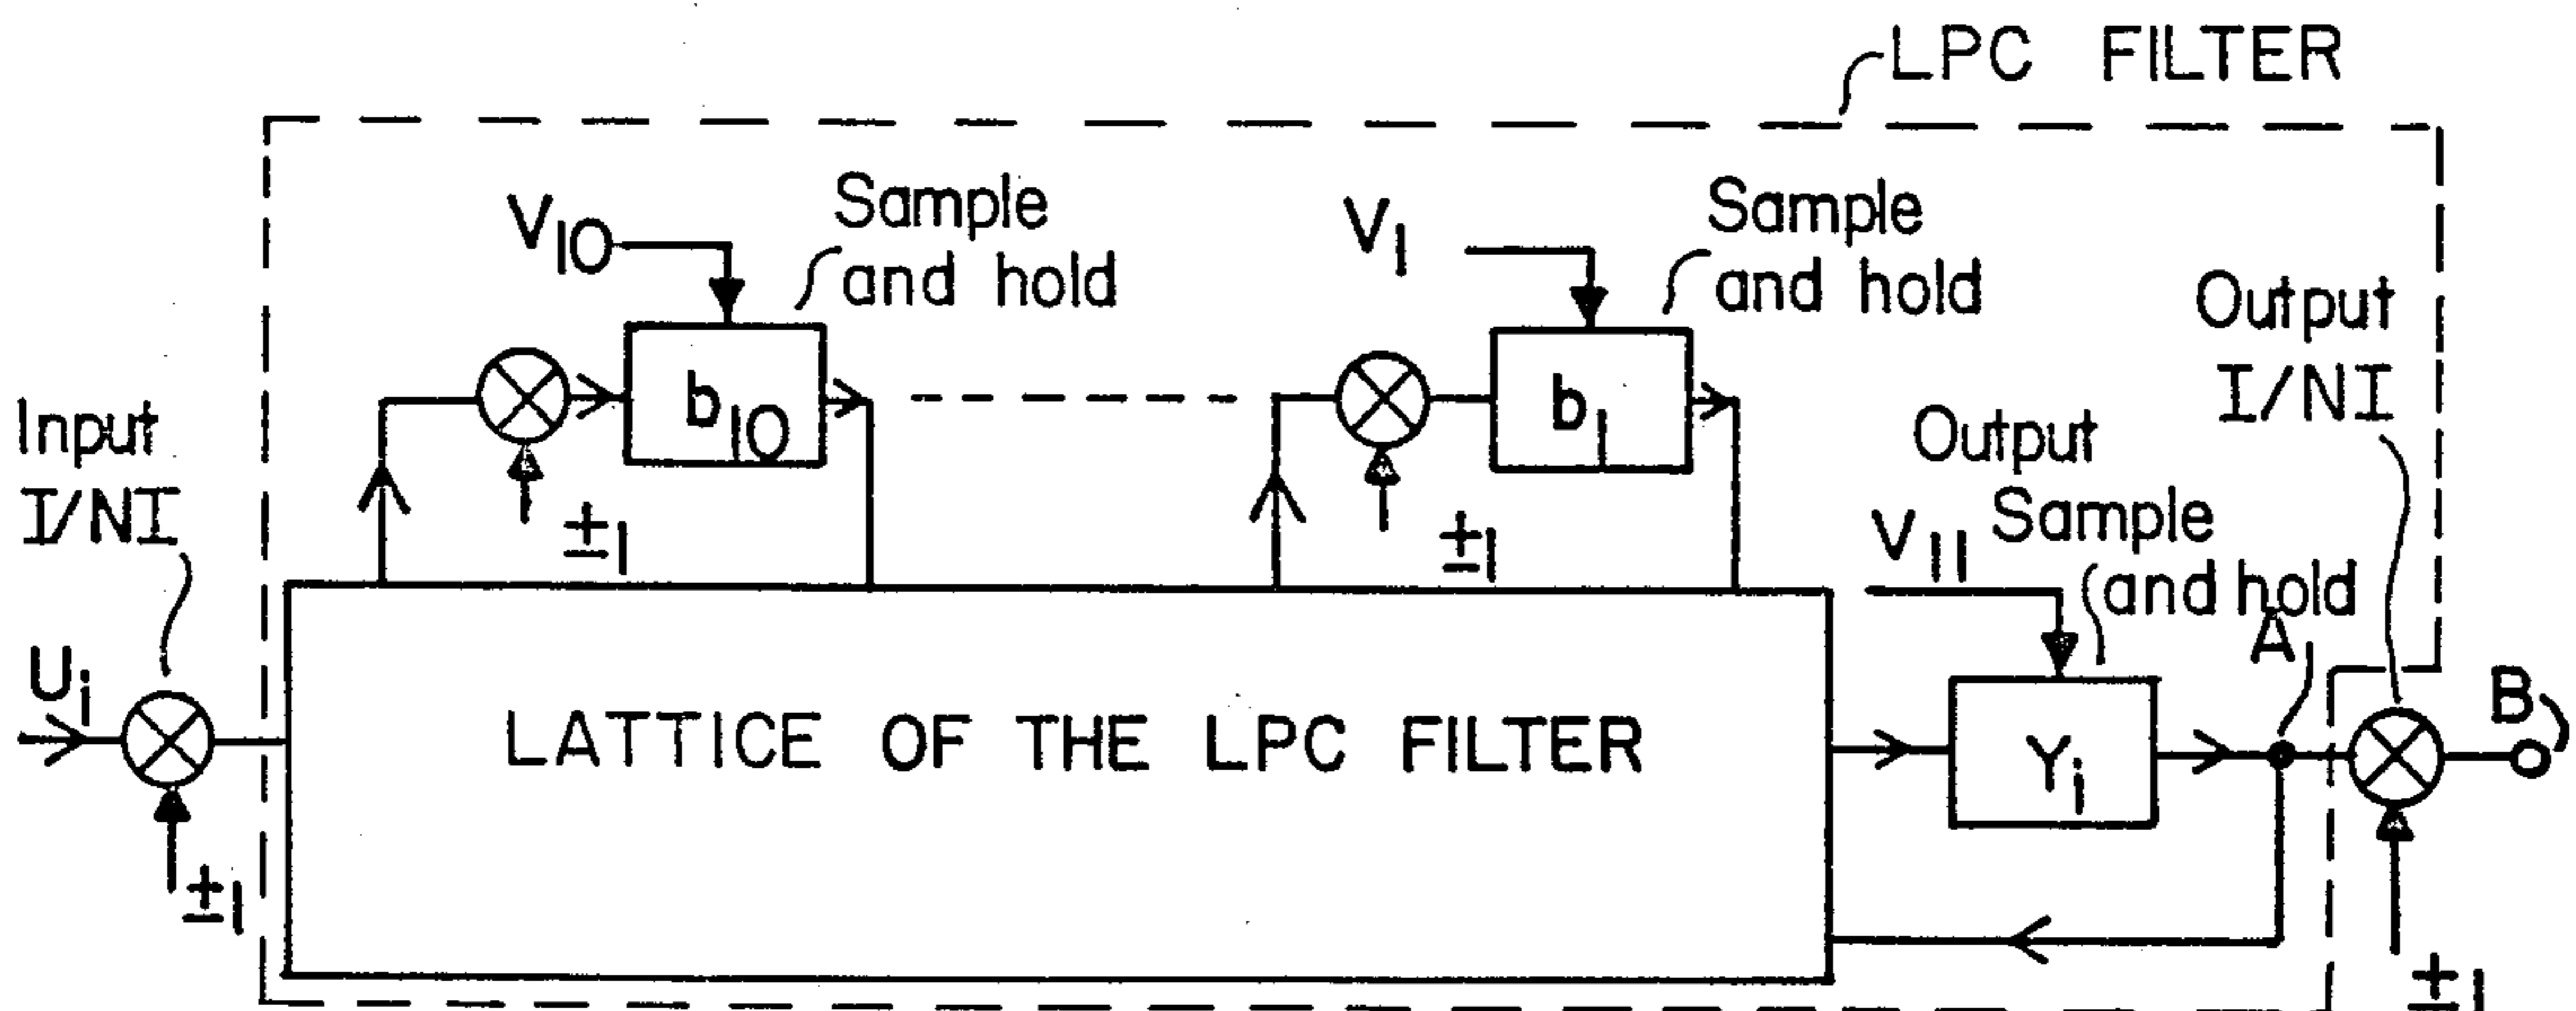 LPC FILTER
V10
Sample
and hold
V1
Sample
and hold
Output
I/NI
Input
I/NI
b10
b1
±1
±1
Output
Sample
and hold
V11
A
Ui
±1
LATTICE OF THE LPC FILTER
Yi
B
±1